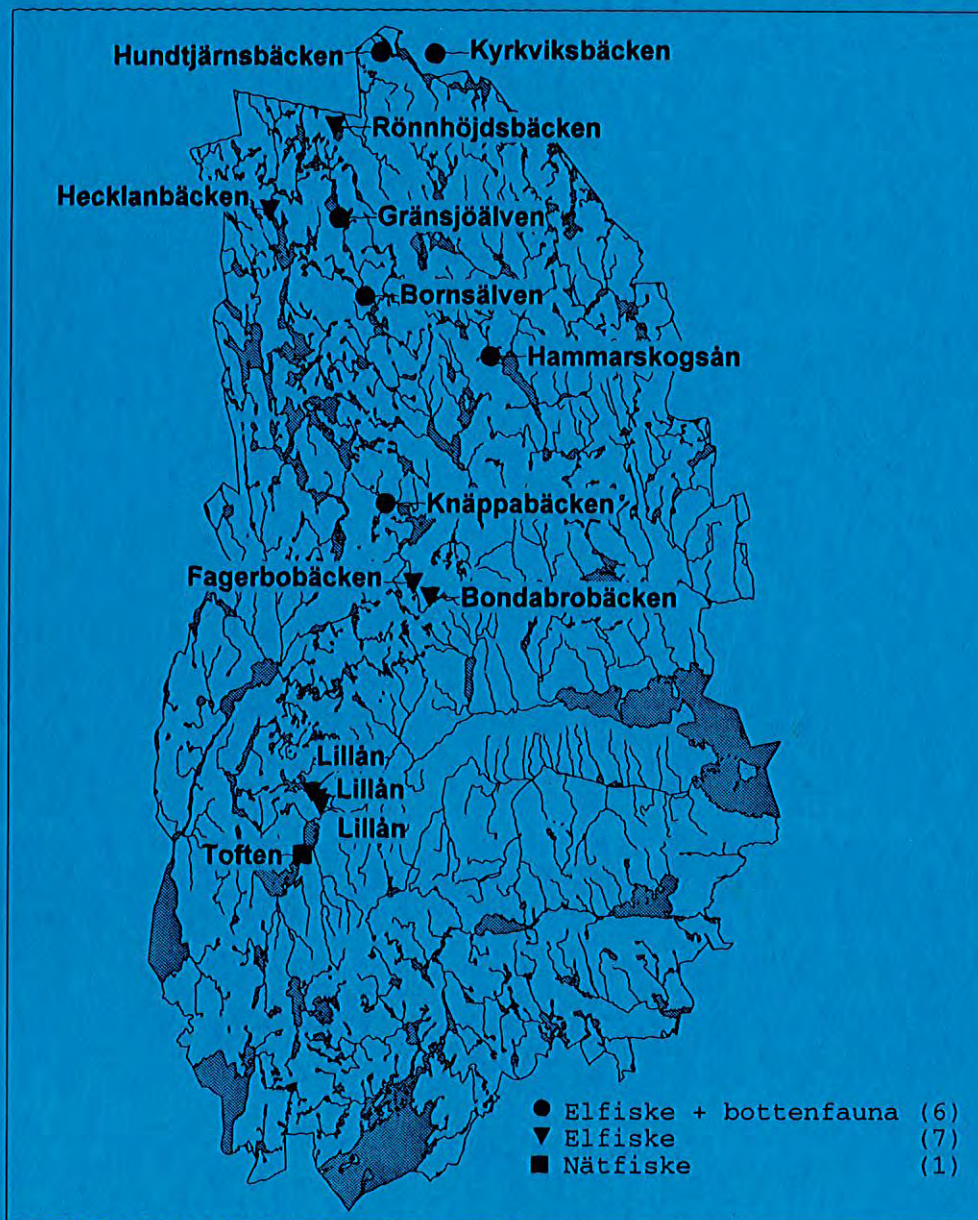 Hundtjärnsbäcken
Kyrkviksbäcken
Rönnhöjdsbäcken
Hecklanbäcken
Gränsjöälven
Bornsälven
Hammarskogsån
Knäppabäcken
Fagerbobäcken
Bondabrobäcken
Lillån
Lillån
Lillån
Toften
Elfiske + bottenfauna (6)
Elfiske (7)
Nätfiske (1)